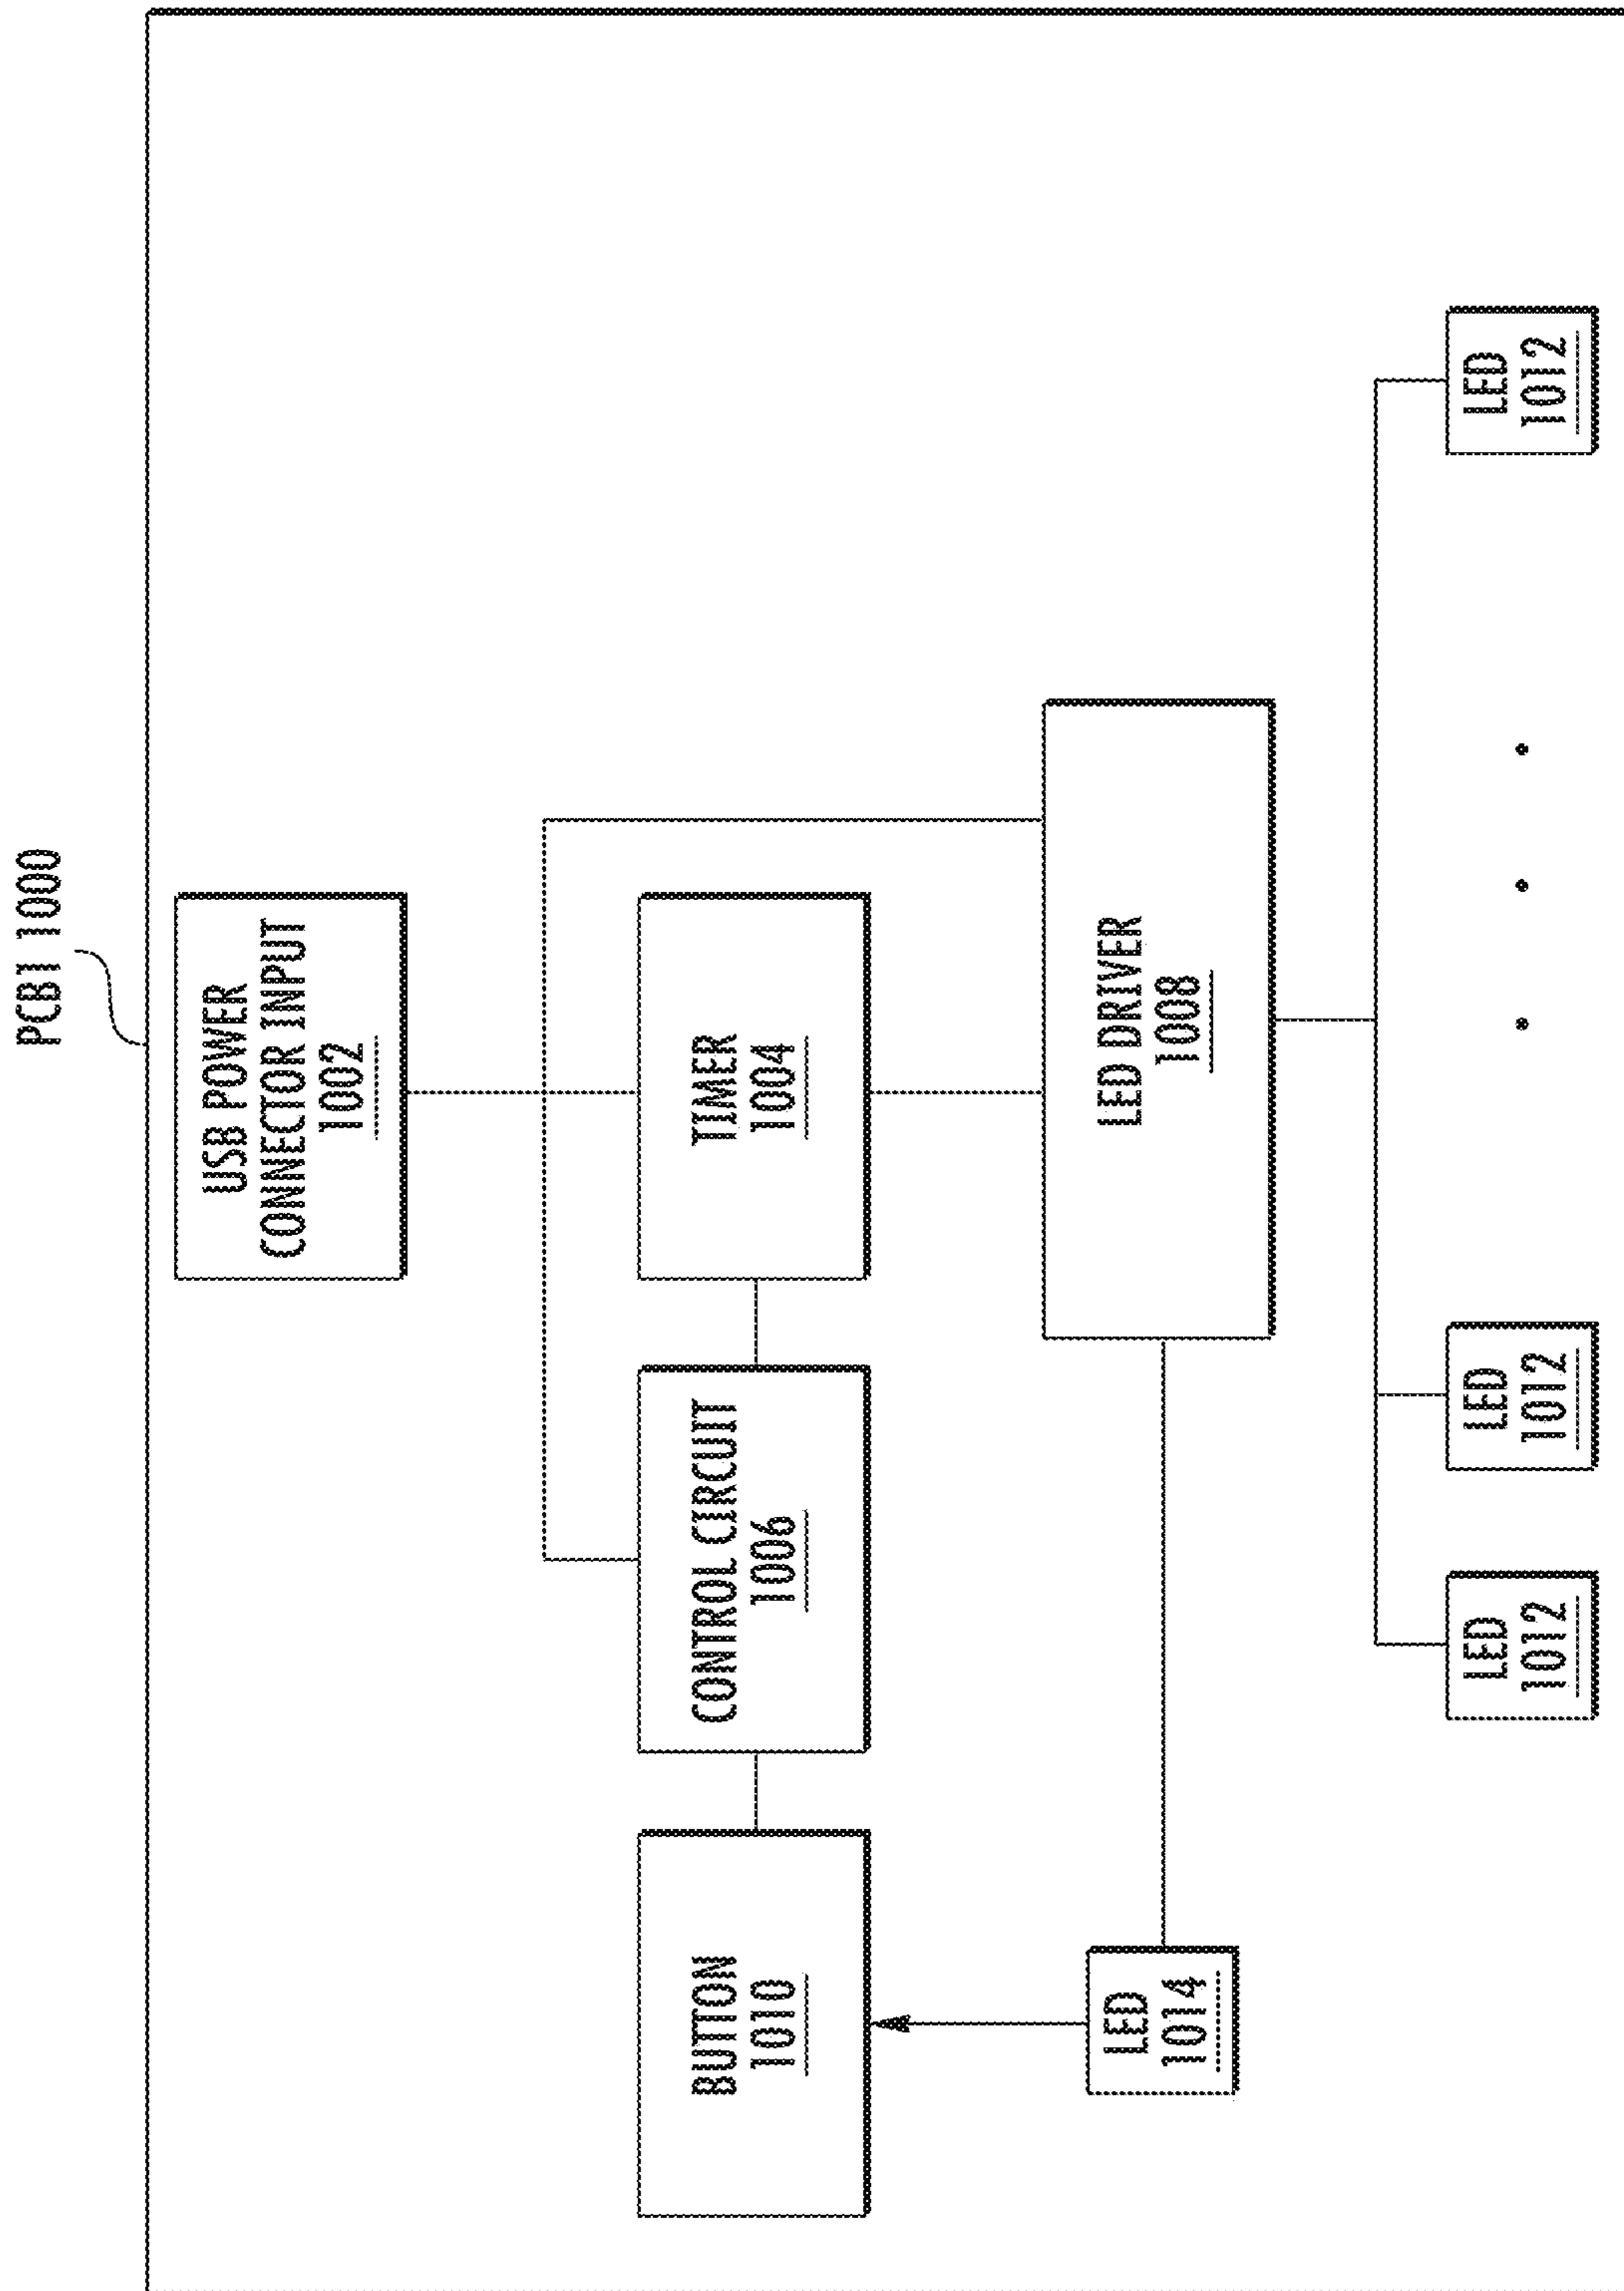 PCB1 1000
USB POWER
CONNECTOR INPUT
1002
BUTTON
1010
CONTROL CIRCUIT
1006
TIMER
1004
LED
1014
LED DRIVER
1008
LED
1012
LED
1012
LED
1012